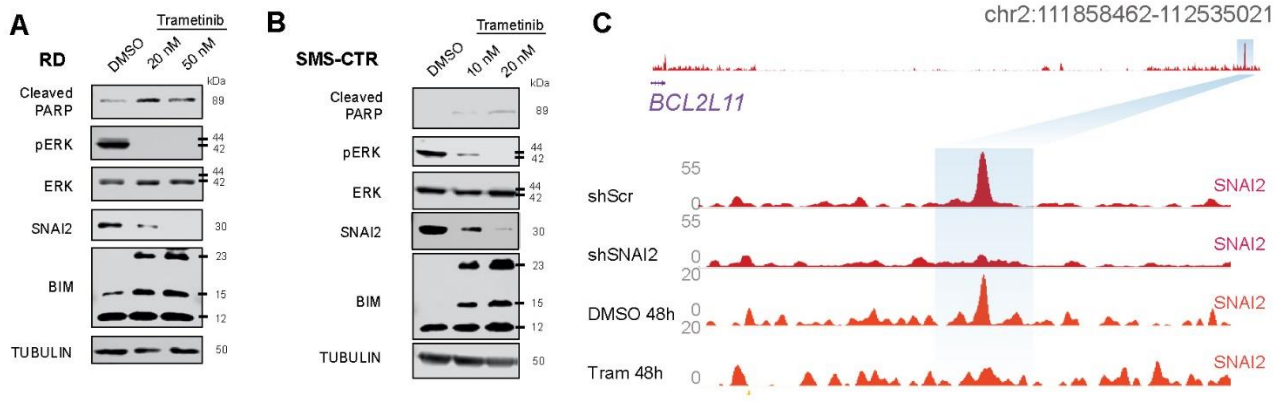 A
RD
Trametinib
DMSO
20 nM
50 nM
kDa
Cleaved
PARP
89
pERK
44
42
ERK
44
42
SNAI2
30
BIM
23
15
12
TUBULIN
50
B
SMS-CTR
Trametinib
DMSO
10 nM
20 nM
kDa
Cleaved
PARP
89
pERK
44
42
ERK
44
42
SNAI2
30
BIM
23
15
12
TUBULIN
50
C
chr2:111858462-112535021
BCL2L11
55
shScr
SNAI2
0
55
shSNAI2
SNAI2
0
20
DMSO 48h
SNAI2
0
20
Tram 48h
SNAI2
0